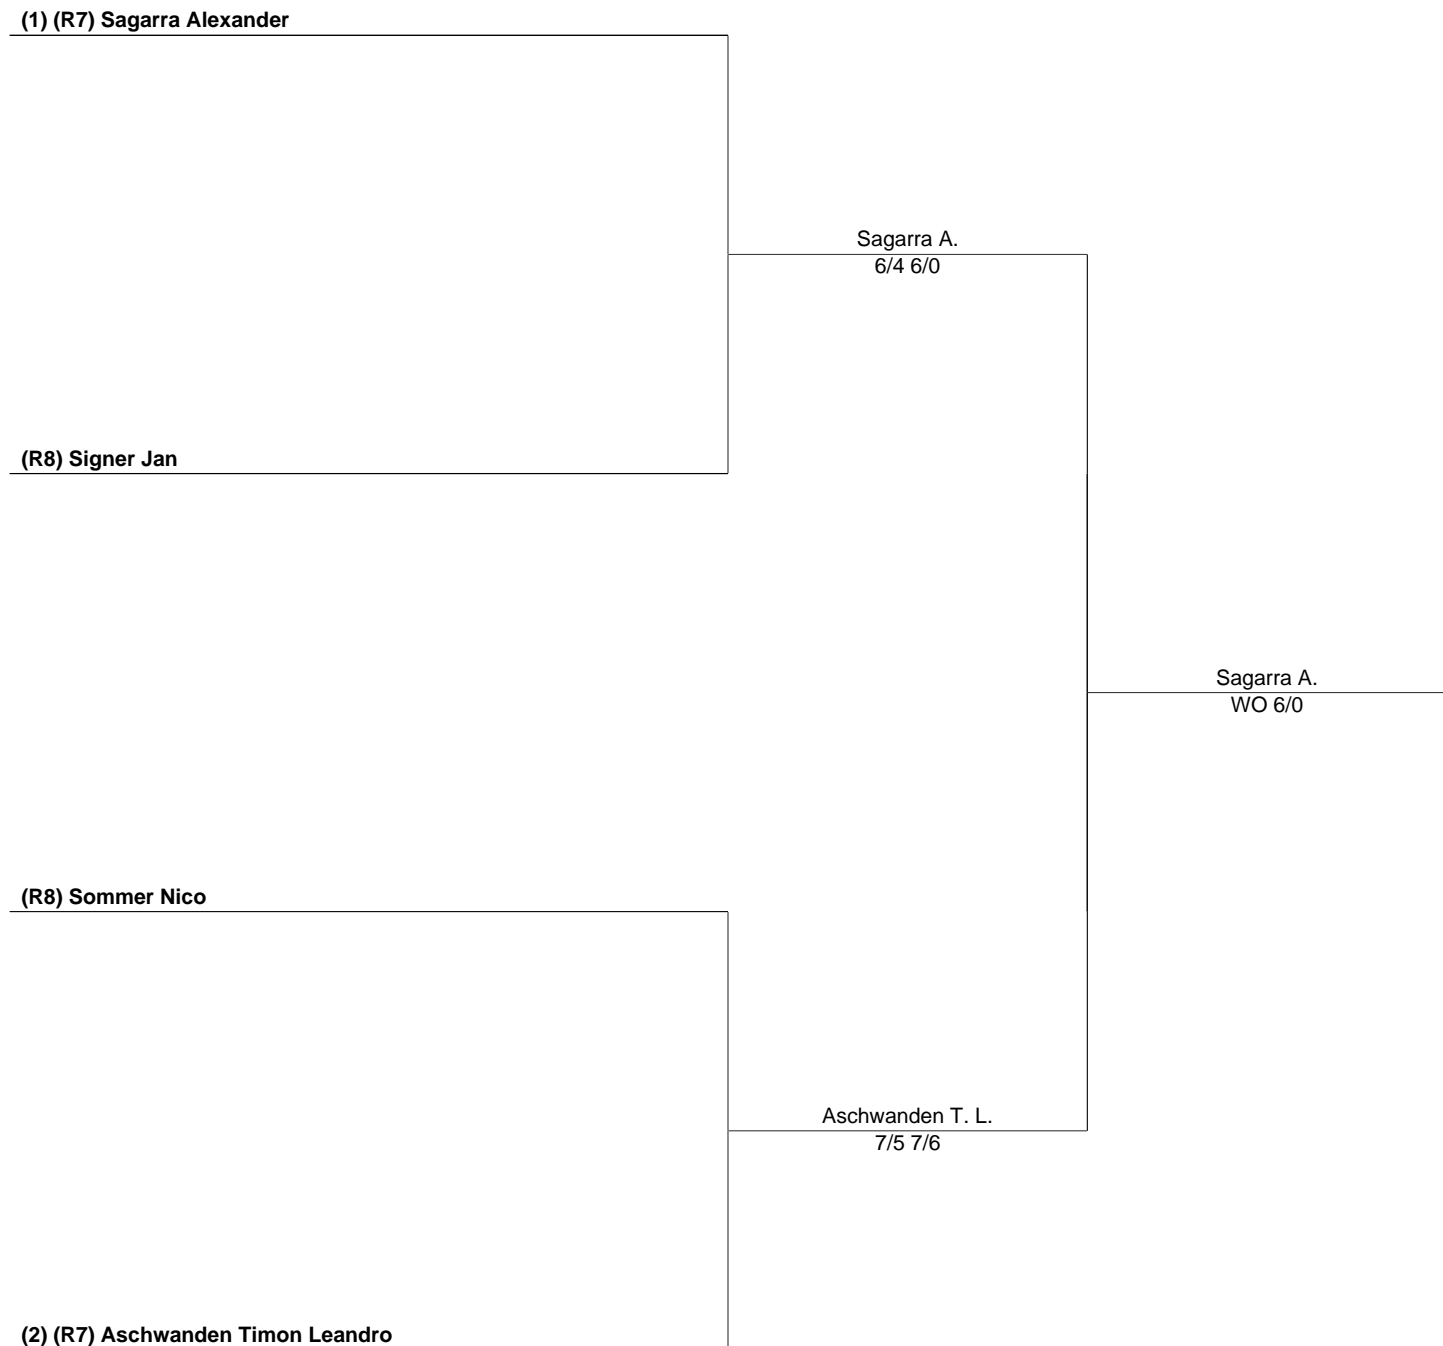 (1) (R7) Sagarra Alexander
Sagarra A.
6/4 6/0
(R8) Signer Jan
Sagarra A.
WO 6/0
(R8) Sommer Nico
Aschwanden T. L.
7/5 7/6
(2) (R7) Aschwanden Timon Leandro